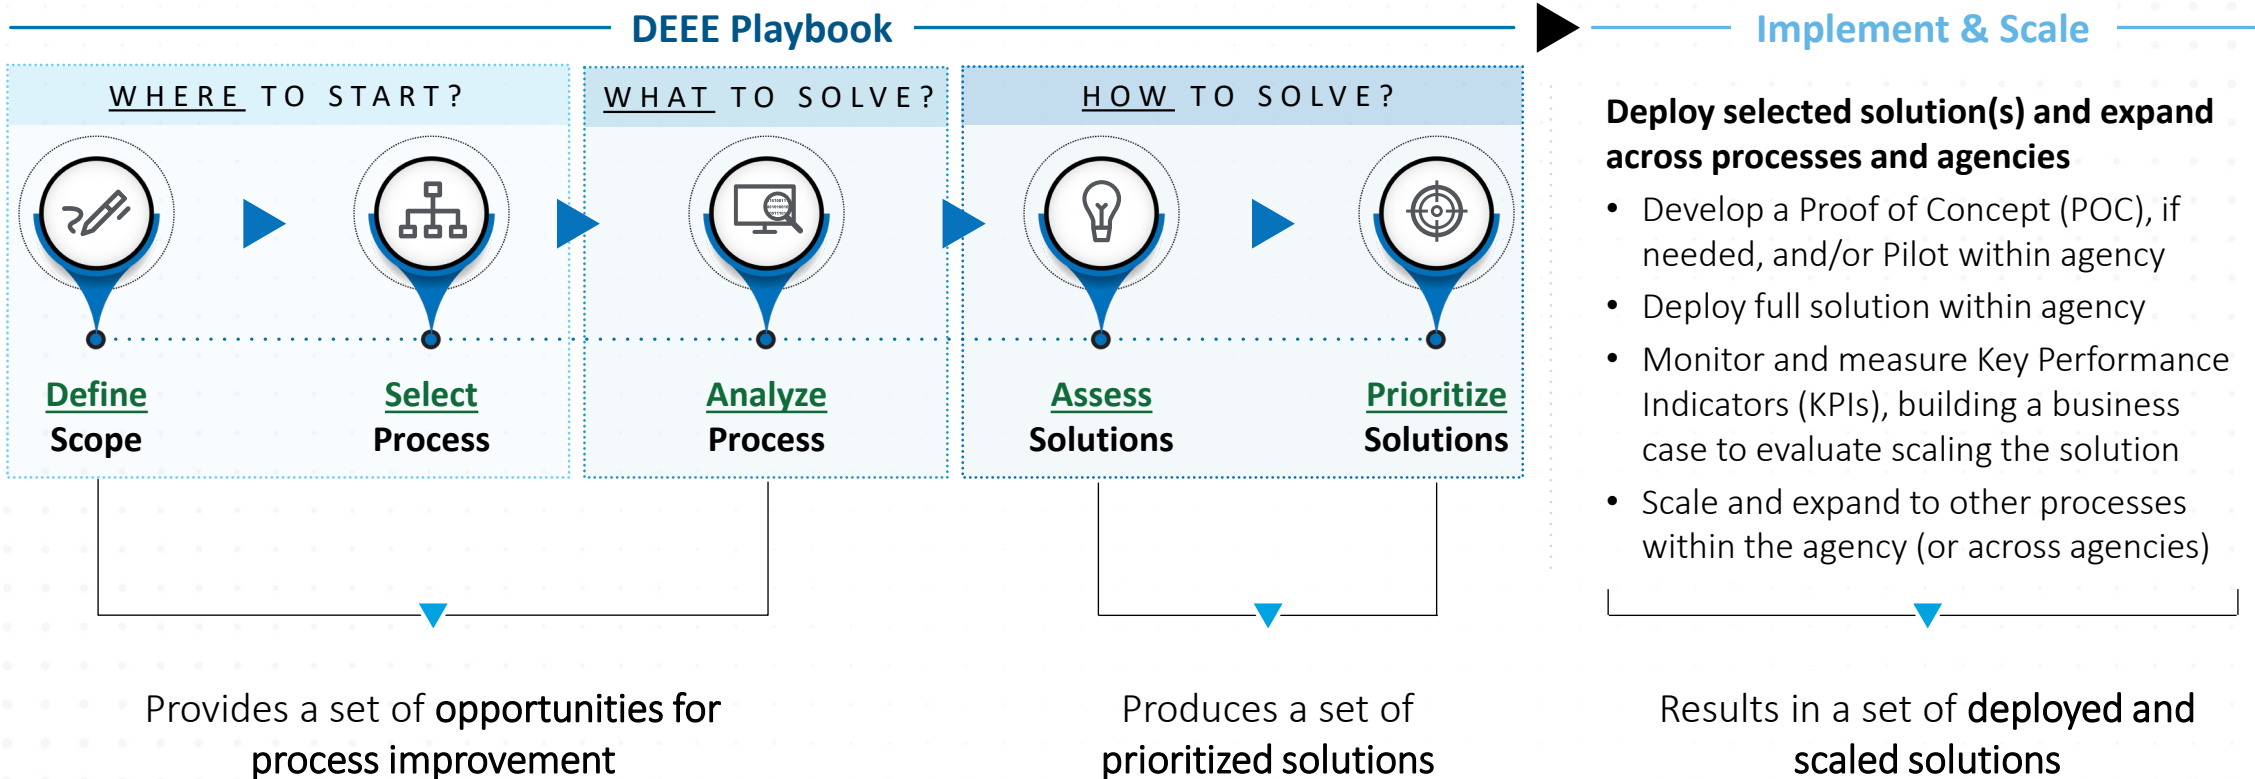 DEEE Playbook
Implement & Scale
WHERE TO START?
WHAT TO SOLVE?
HOW TO SOLVE?
Define
Scope
Select
Process
Analyze
Process
Assess
Solutions
Prioritize
Solutions
Deploy selected solution(s) and expand
across processes and agencies
• Develop a Proof of Concept (POC), if
needed, and/or Pilot within agency
• Deploy full solution within agency
• Monitor and measure Key Performance
Indicators (KPIs), building a business
case to evaluate scaling the solution
• Scale and expand to other processes
within the agency (or across agencies)
Provides a set of opportunities for
process improvement
Produces a set of
prioritized solutions
Results in a set of deployed and
scaled solutions